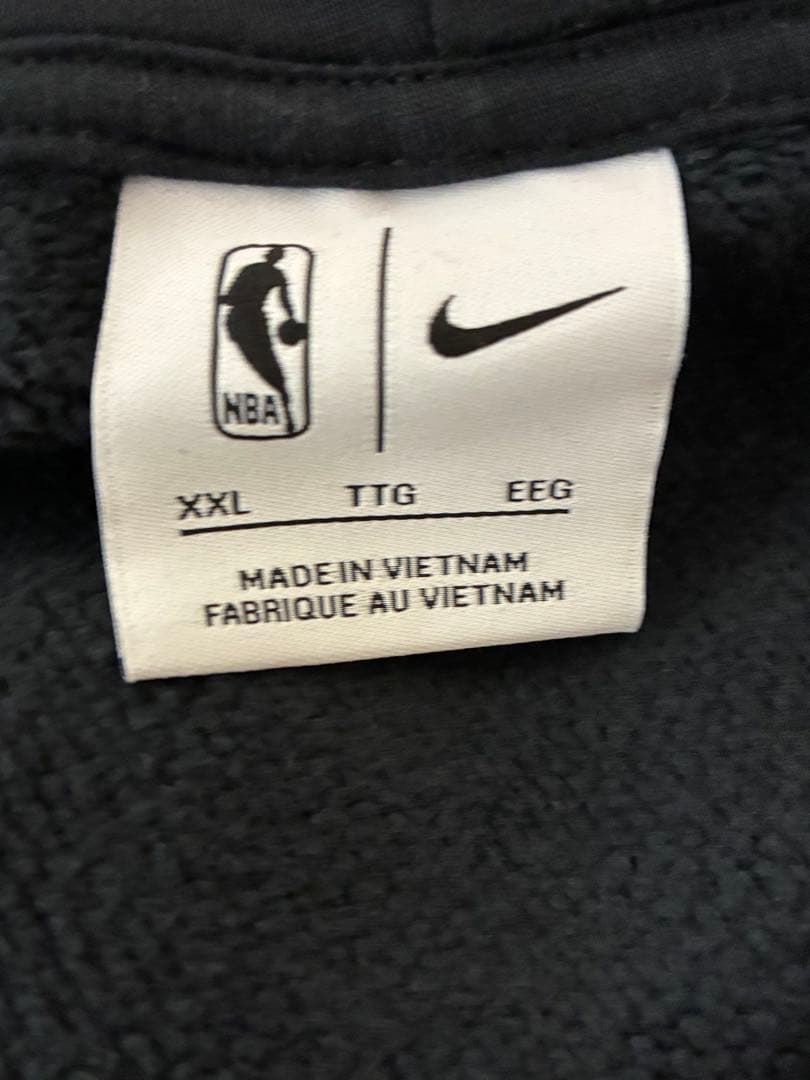 NBA
XXL TTG EEG
MADE IN VIETNAM
FABRIQUE AU VIETNAM